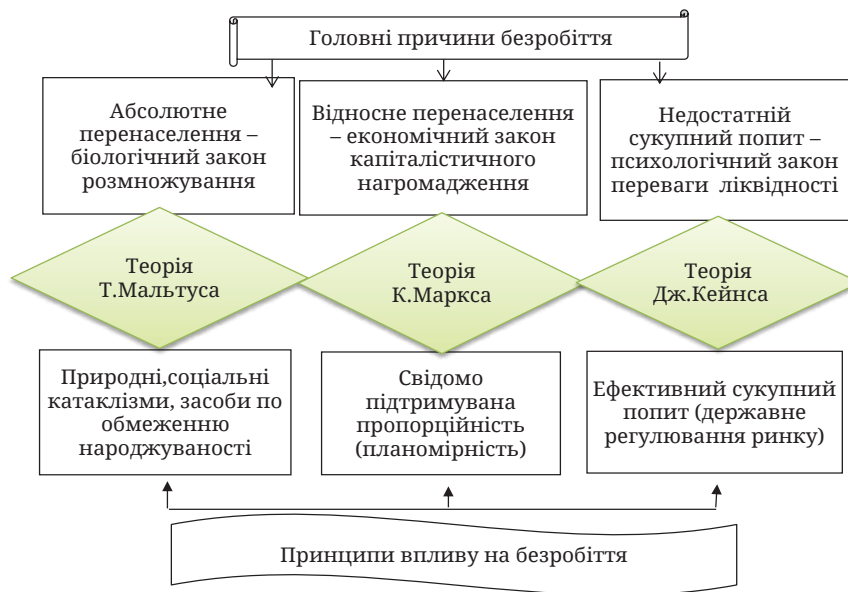 Головні причини безробіття
Абсолютне
перенаселення –
біологічний закон
розмножування
Відносне перенаселення
– економічний закон
капіталістичного
нагромадження
Недостатній
сукупний попит –
психологічний закон
переваги ліквідності
Теорія
Т.Мальтуса
Теорія
К.Маркса
Теорія
Дж.Кейнса
Природні,соціальні
катаклізми, засоби по
обмеженню
народжуваності
Свідомо
підтримувана
пропорційність
(планомірність)
Ефективний сукупний
попит (державне
регулювання ринку)
Принципи впливу на безробіття